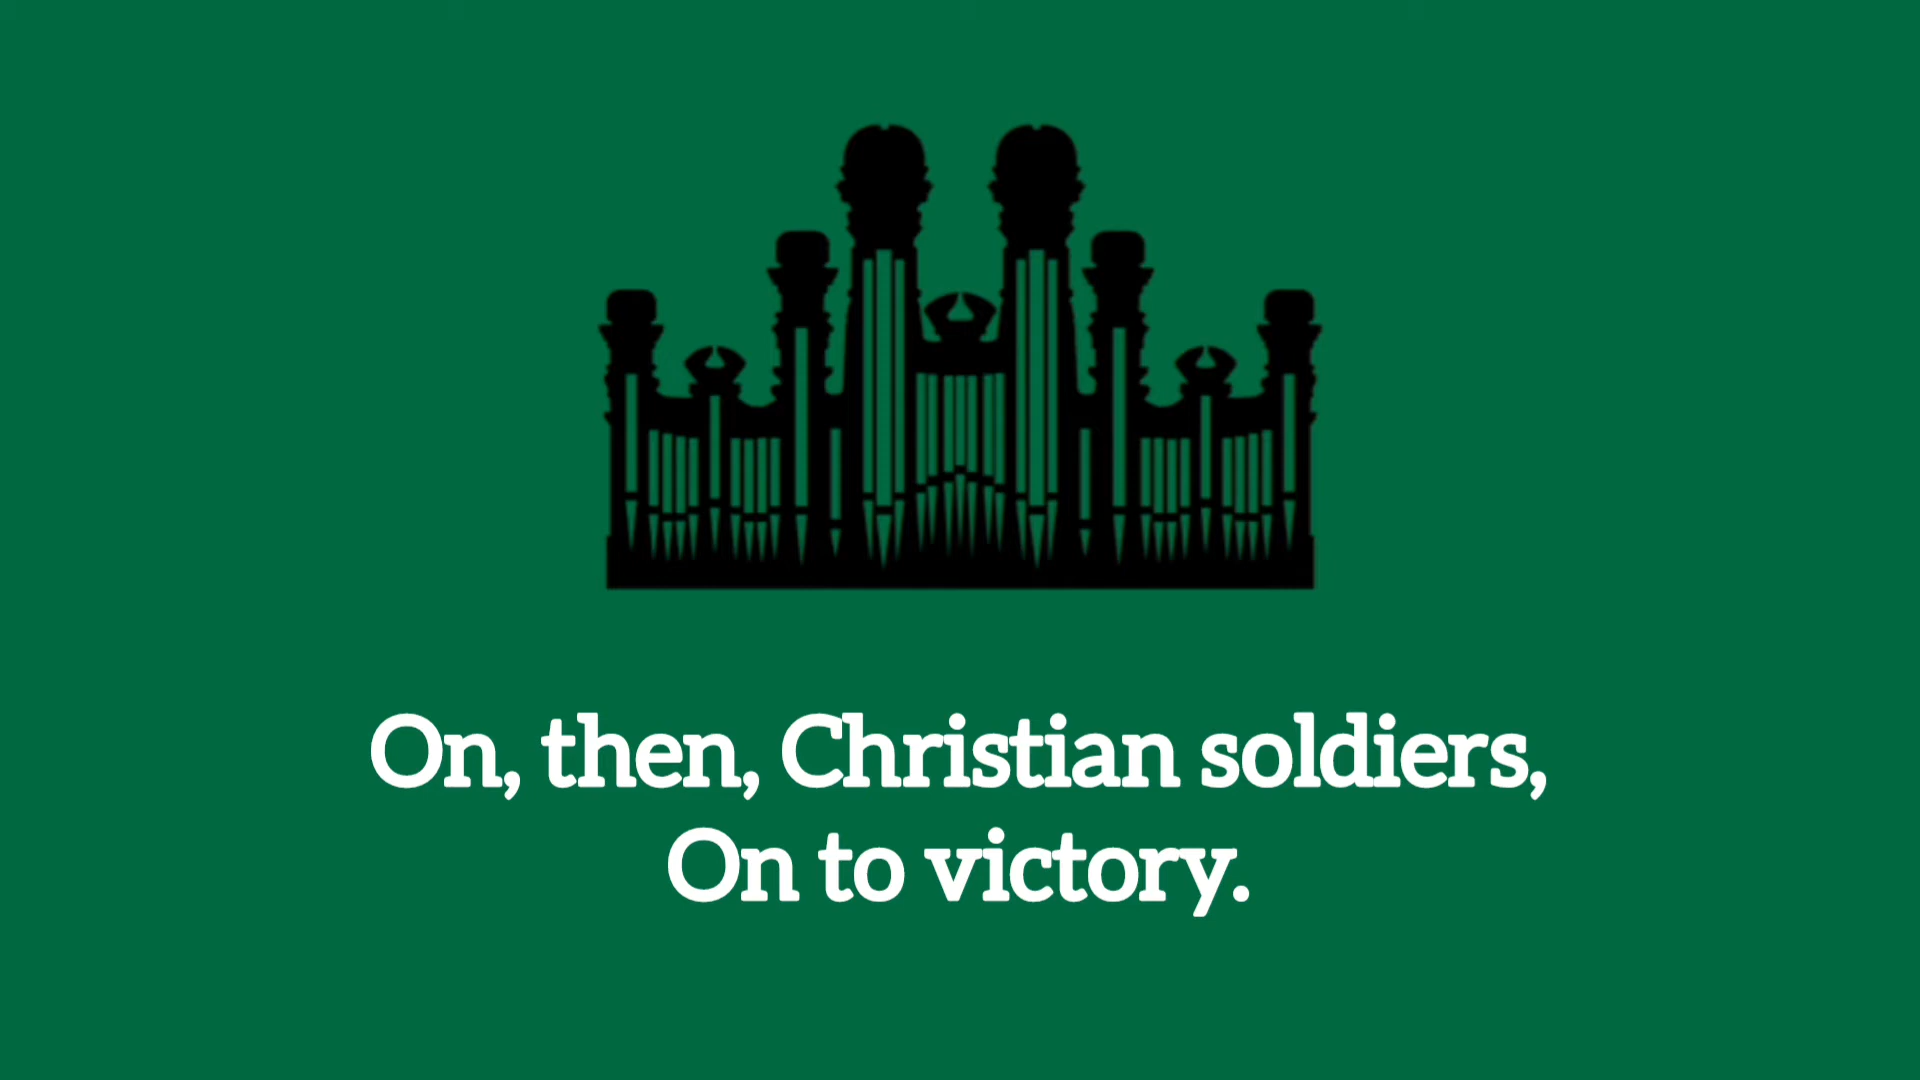 On, then, Christian soldiers,
On to victory.